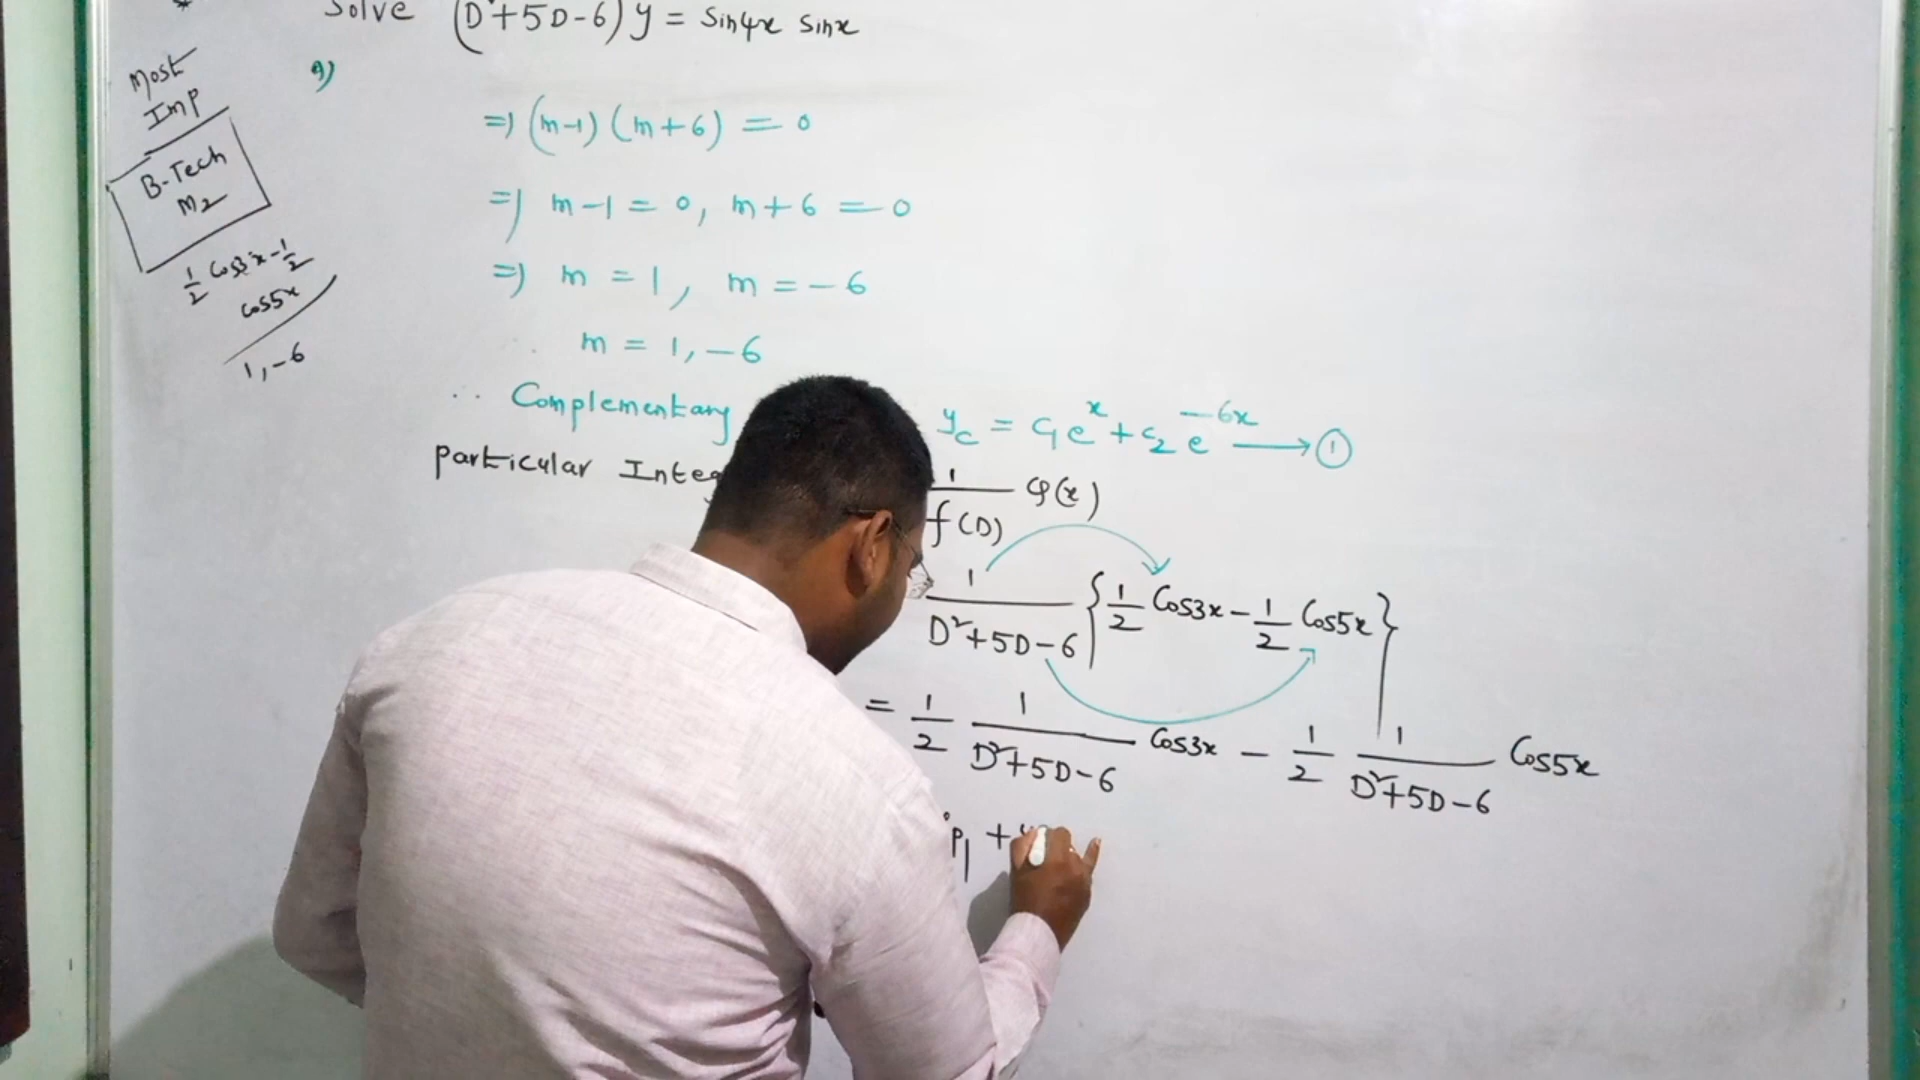 Solve (D²+5D-6)y = Sin4x sinx
Most
Imp
B-Tech
M2
1/2 Cos3x - 1/2
cos5x
1, -6
=) (m-1) (m+6) = 0
=) m-1 = 0, m+6 = 0
=) m = 1, m = -6
m = 1, -6
∴ Complementary y_c = c₁e^x + c₂e^-6x → ①
Particular 1/f(D) φ(x)
1/(D²+5D-6) {1/2 Cos3x - 1/2 Cos5x}
= 1/2 1/(D²+5D-6) Cos3x - 1/2 1/(D²+5D-6) Cos5x
P₁ +